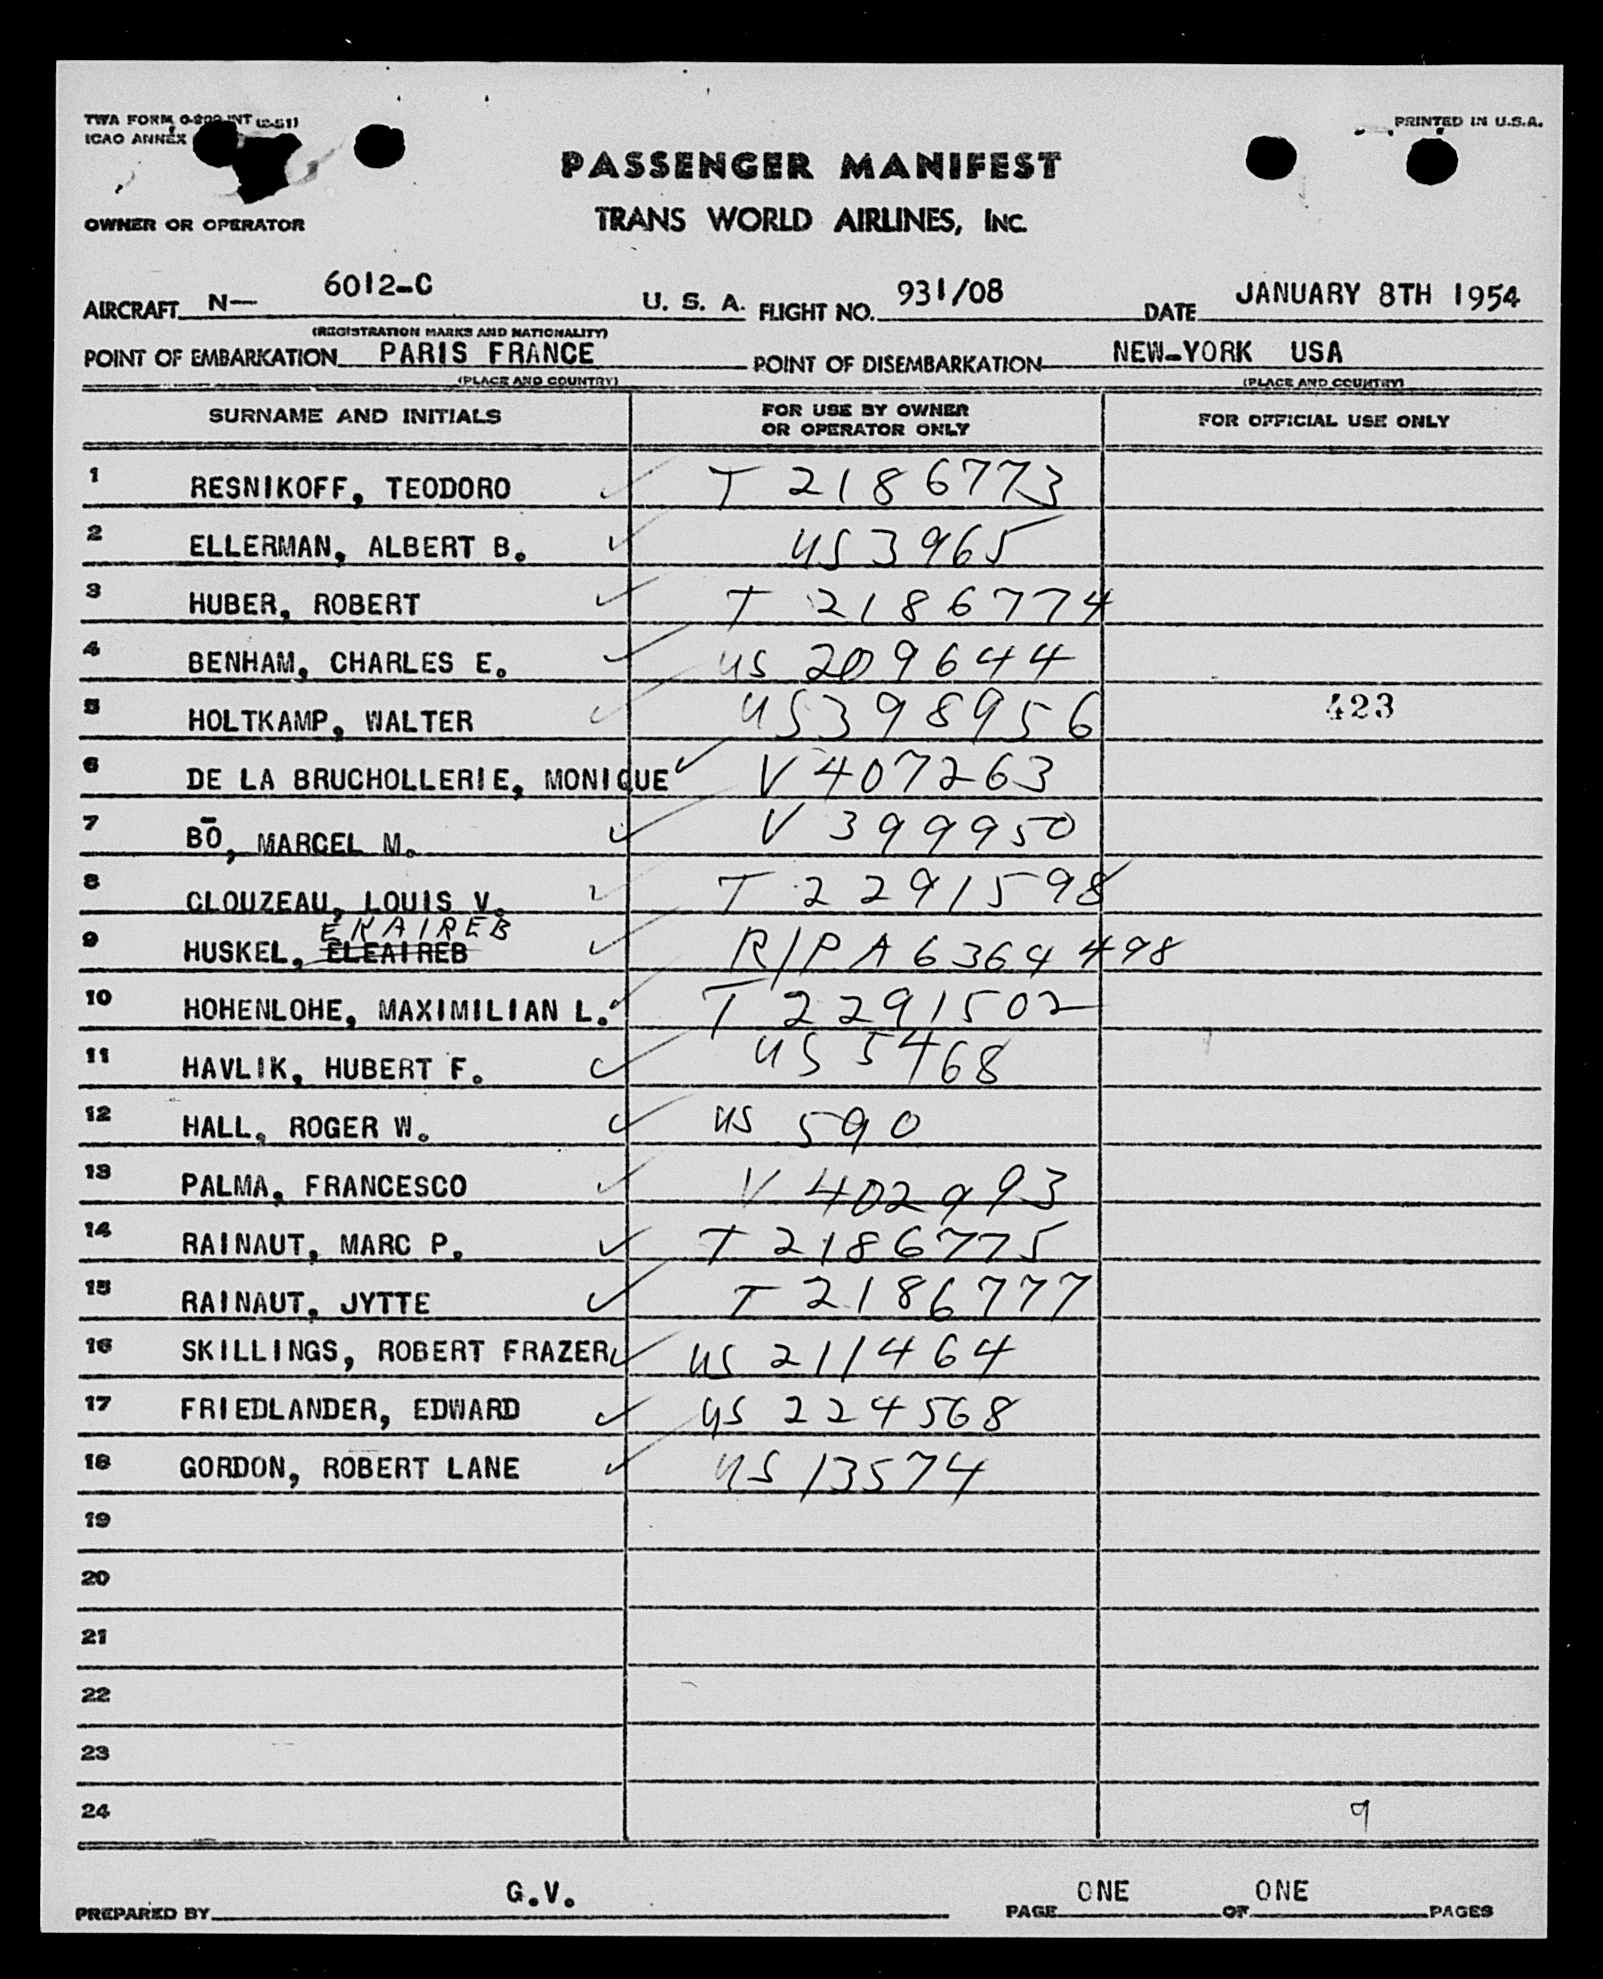 TWA FORM O-200 INT (2-51)
ICAO ANNEX
PRINTED IN U.S.A.
PASSENGER MANIFEST
TRANS WORLD AIRLINES, INC.
OWNER OR OPERATOR
AIRCRAFT N— 6012-C U. S. A. FLIGHT NO. 931/08 DATE JANUARY 8TH 1954
(REGISTRATION MARKS AND NATIONALITY)
POINT OF EMBARKATION PARIS FRANCE POINT OF DISEMBARKATION NEW-YORK USA
(PLACE AND COUNTRY) (PLACE AND COUNTRY)
SURNAME AND INITIALS FOR USE BY OWNER OR OPERATOR ONLY FOR OFFICIAL USE ONLY
1 RESNIKOFF, TEODORO ✓ T 2186773
2 ELLERMAN, ALBERT B. ✓ US 3965
3 HUBER, ROBERT ✓ T 2186774
4 BENHAM, CHARLES E. ✓ US 209644
5 HOLTKAMP, WALTER ✓ US 398956 423
6 DE LA BRUCHOLLERIE, MONIQUE ✓ V 407263
7 BŌ, MARCEL M. ✓ V 399950
8 CLOUZEAU, LOUIS V. ✓ T 2291598
EKAIREB
9 HUSKEL, ELEAIREB ✓ R/P A6364498
10 HOHENLOHE, MAXIMILIAN L. ✓ T 2291502
11 HAVLIK, HUBERT F. ✓ US 5468
12 HALL, ROGER W. ✓ US 590
13 PALMA, FRANCESCO ✓ V 402993
14 RAINAUT, MARC P. ✓ T 2186775
15 RAINAUT, JYTTE ✓ T 2186777
16 SKILLINGS, ROBERT FRAZER ✓ US 211464
17 FRIEDLANDER, EDWARD ✓ US 224568
18 GORDON, ROBERT LANE ✓ US 13574
19
20
21
22
23
24 9
PREPARED BY G.V. PAGE ONE OF ONE PAGES